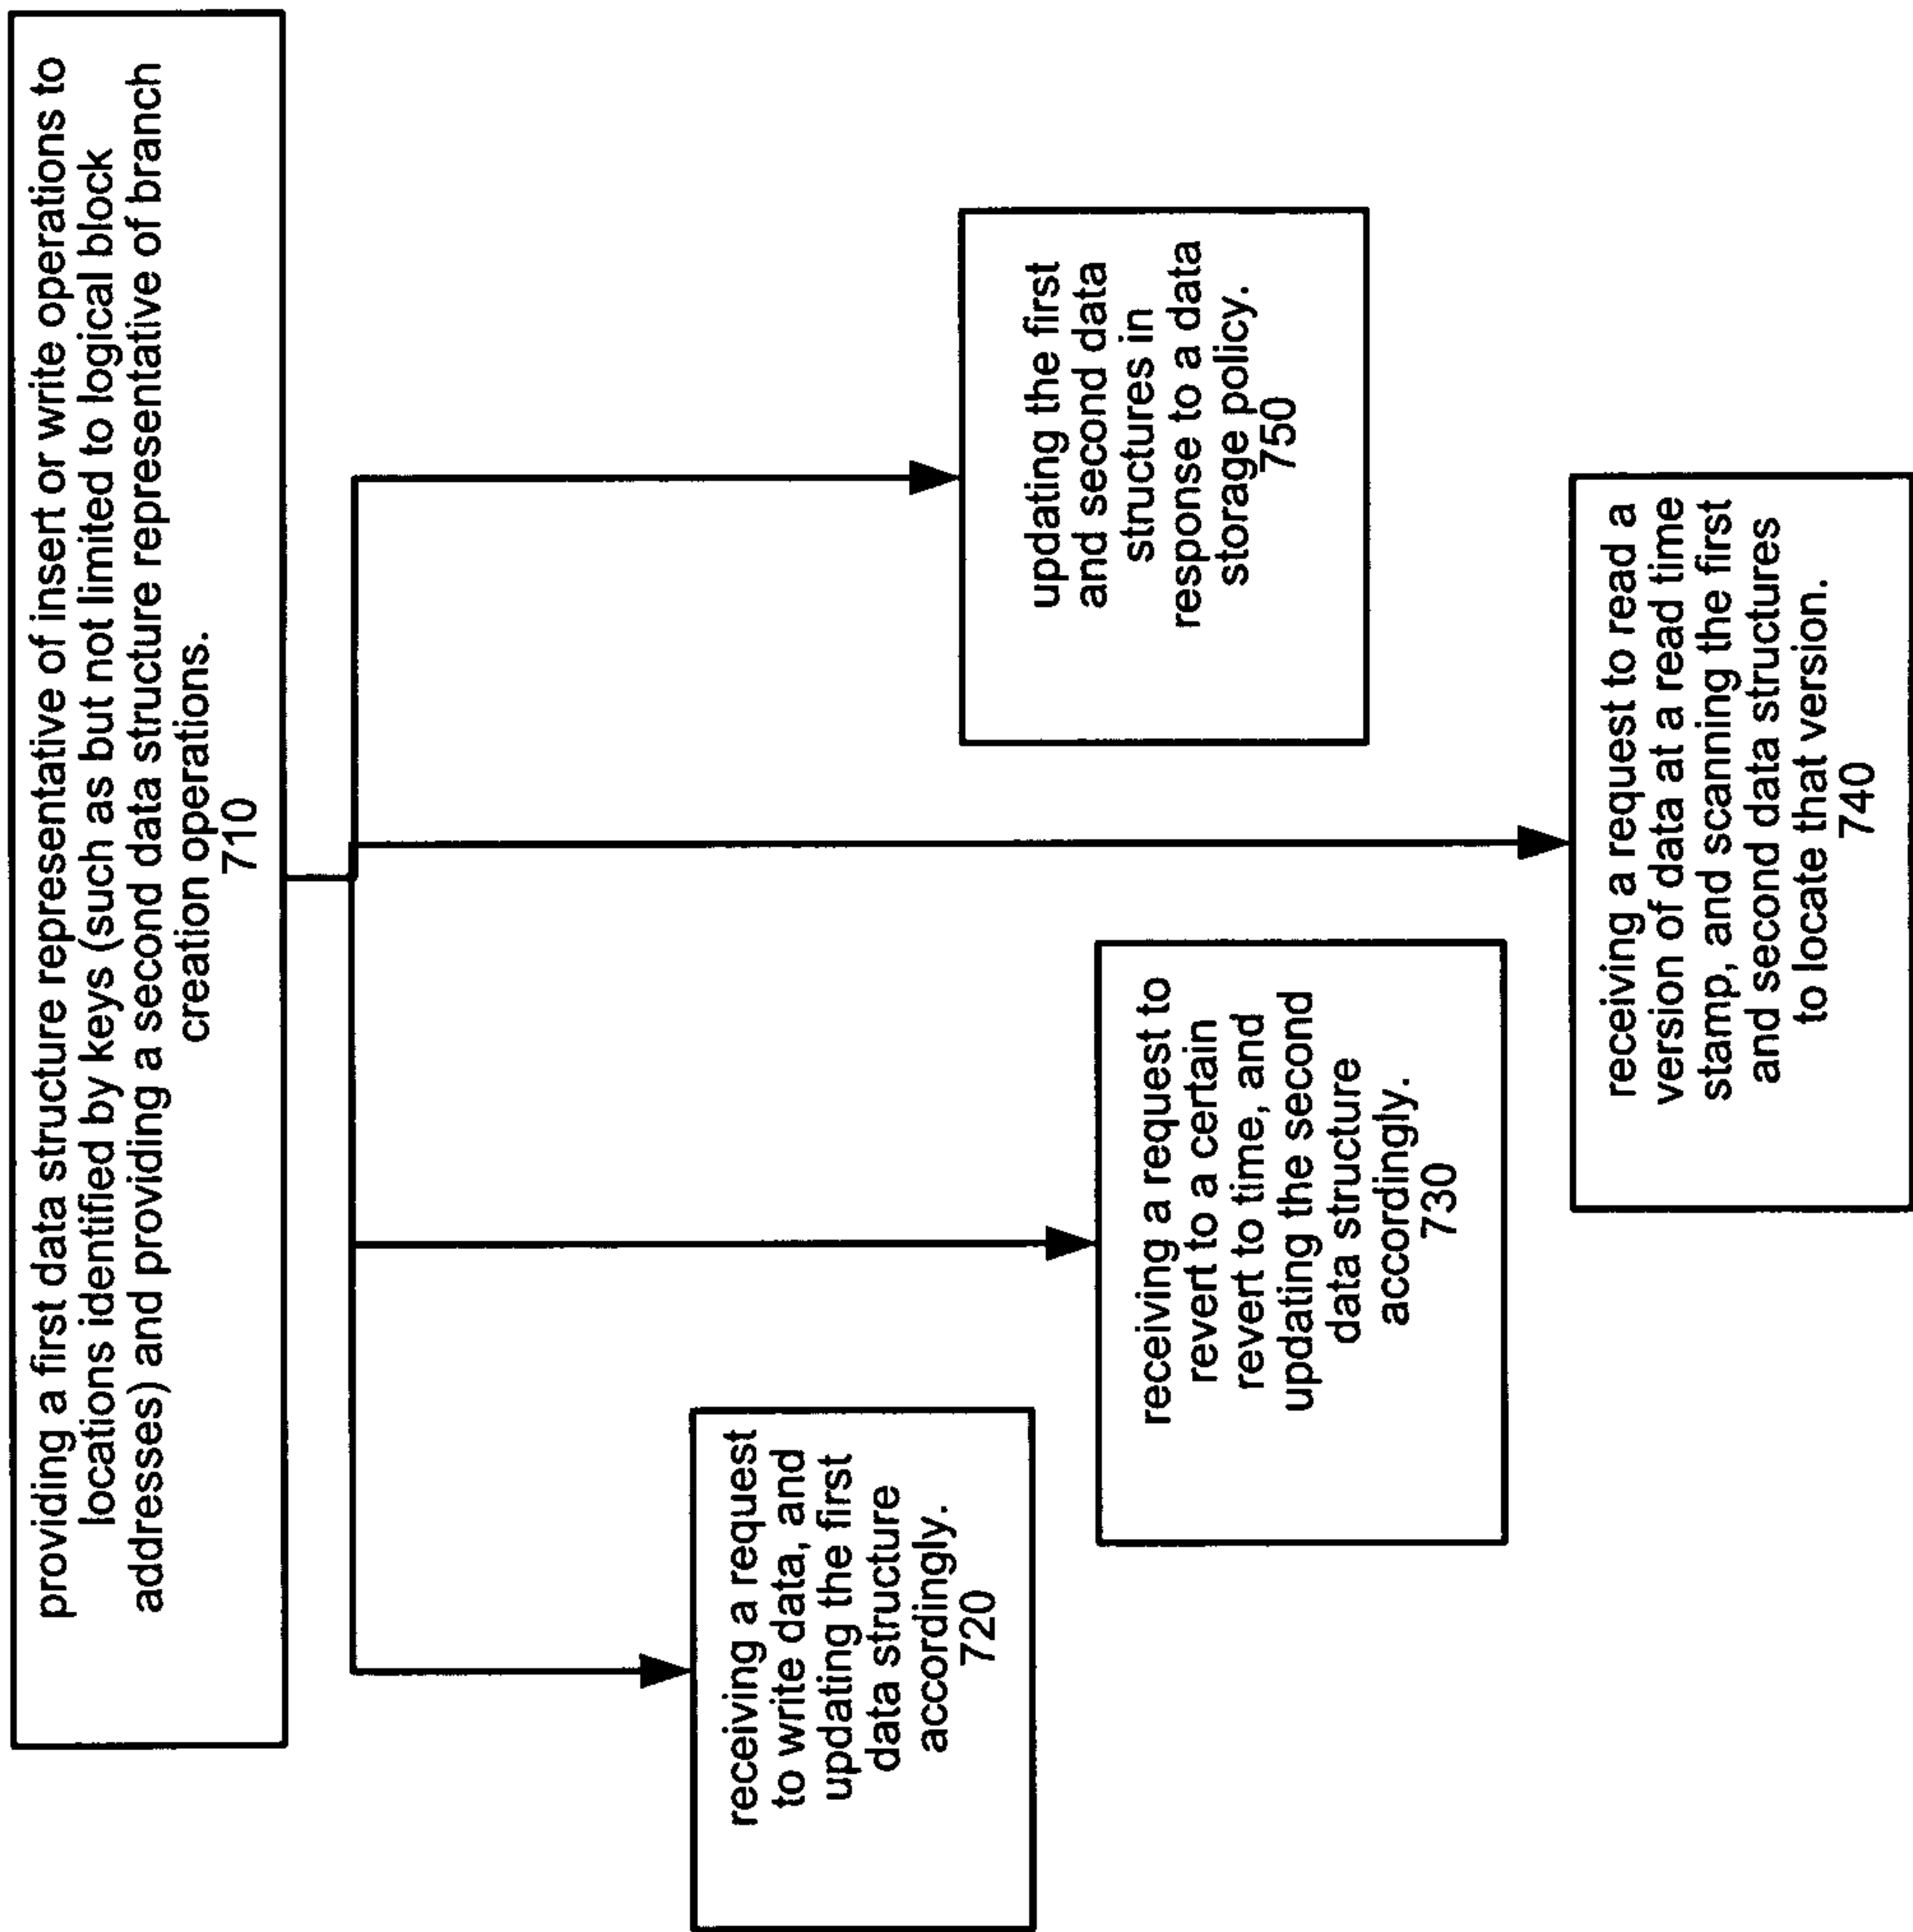 providing a first data structure representative of insert or write operations to
locations identified by keys (such as but not limited to logical block
addresses) and providing a second data structure representative of branch
creation operations.
710
receiving a request
to write data, and
updating the first
data structure
accordingly.
720
receiving a request to
revert to a certain
revert to time, and
updating the second
data structure
accordingly.
730
receiving a request to read a
version of data at a read time
stamp, and scanning the first
and second data structures
to locate that version.
740
updating the first
and second data
structures in
response to a data
storage policy.
750